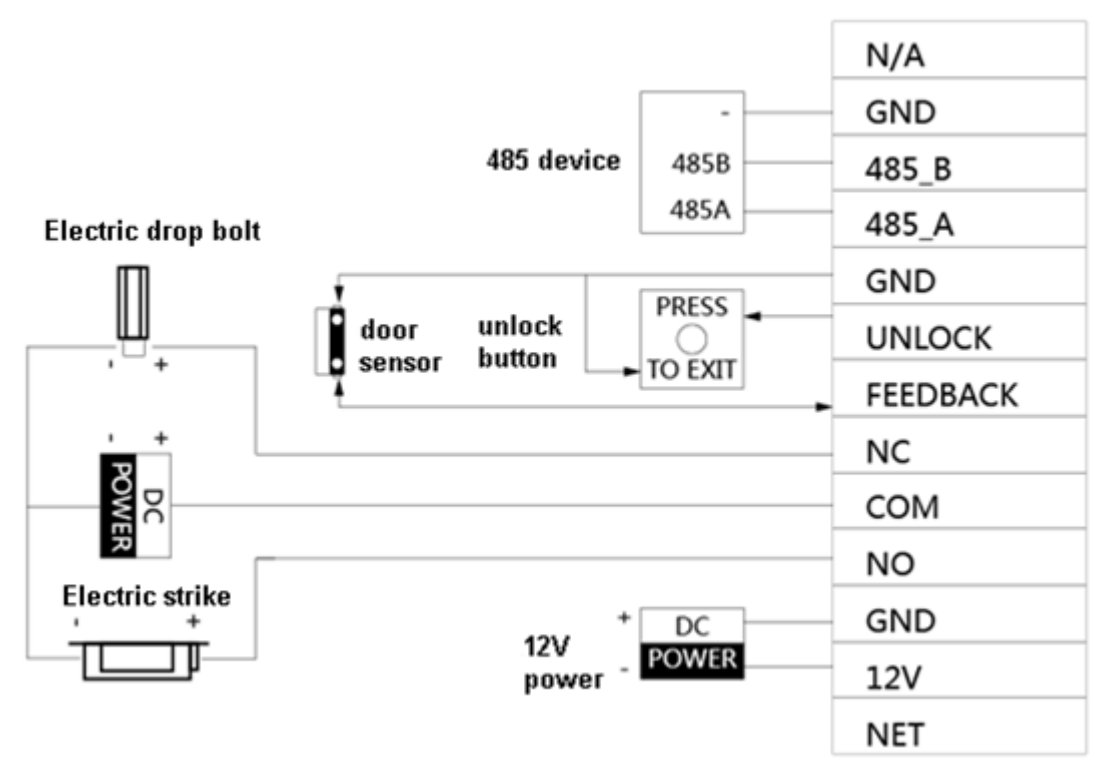 N/A
GND
485_B
485_A
GND
UNLOCK
FEEDBACK
NC
COM
NO
GND
12V
NET
485 device
-
485B
485A
Electric drop bolt
- +
- +
POWER
DC
door
sensor
unlock
button
PRESS
TO EXIT
Electric strike
- +
12V
power
+
-
DC
POWER